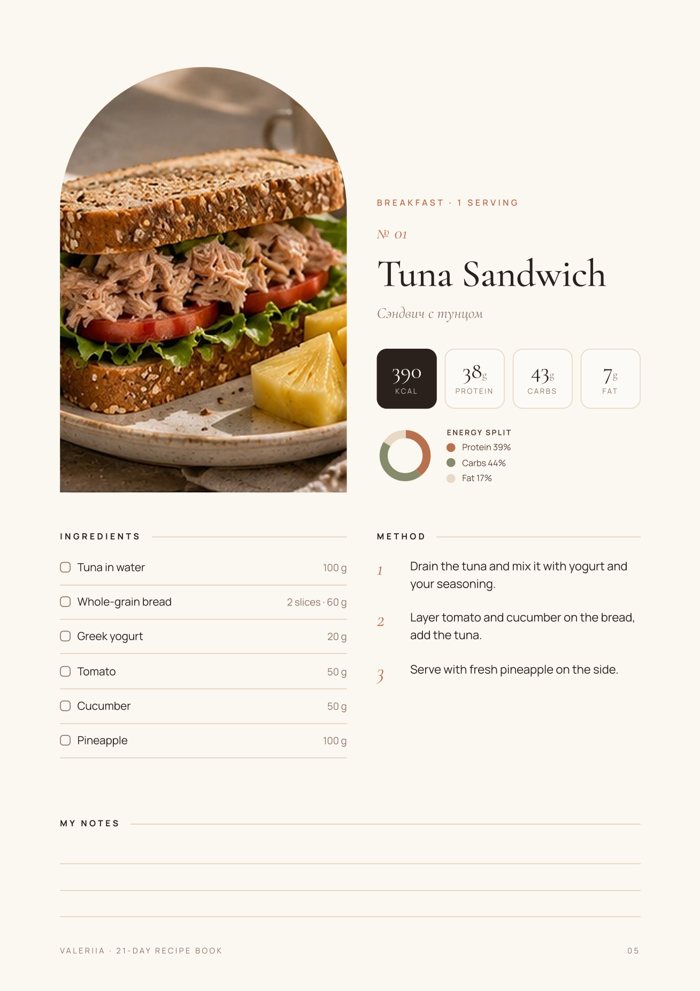 BREAKFAST · 1 SERVING
№ 01
Tuna Sandwich
Сэндвич с тунцом
390
KCAL
38g
PROTEIN
43g
CARBS
7g
FAT
ENERGY SPLIT
Protein 39%
Carbs 44%
Fat 17%
INGREDIENTS
Tuna in water 100 g
Whole-grain bread 2 slices · 60 g
Greek yogurt 20 g
Tomato 50 g
Cucumber 50 g
Pineapple 100 g
METHOD
1 Drain the tuna and mix it with yogurt and
your seasoning.
2 Layer tomato and cucumber on the bread,
add the tuna.
3 Serve with fresh pineapple on the side.
MY NOTES
VALERIIA · 21-DAY RECIPE BOOK 05